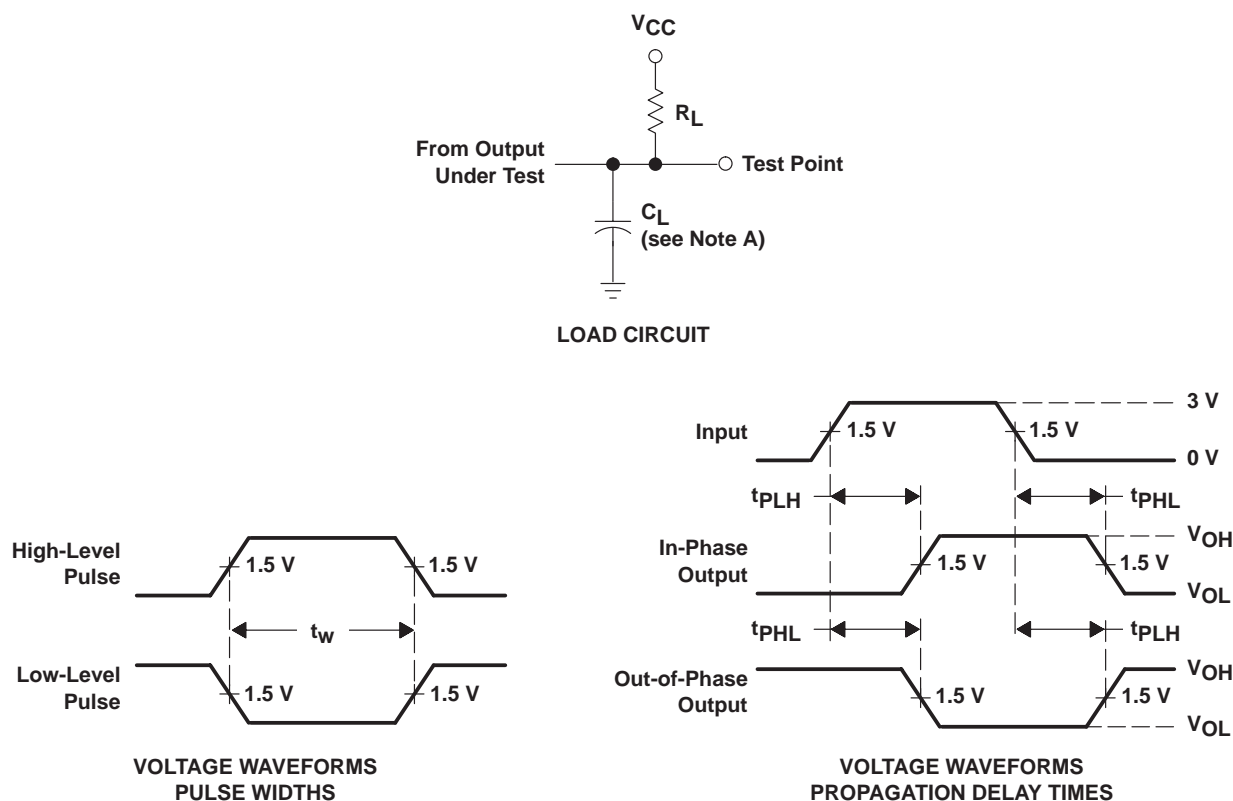 VCC
RL
From Output
Under Test
Test Point
CL
(see Note A)
LOAD CIRCUIT
High-Level
Pulse
1.5 V
1.5 V
tw
Low-Level
Pulse
1.5 V
1.5 V
VOLTAGE WAVEFORMS
PULSE WIDTHS
Input
1.5 V
1.5 V
3 V
0 V
tPLH
tPHL
In-Phase
Output
1.5 V
1.5 V
VOH
VOL
tPHL
tPLH
Out-of-Phase
Output
1.5 V
1.5 V
VOH
VOL
VOLTAGE WAVEFORMS
PROPAGATION DELAY TIMES